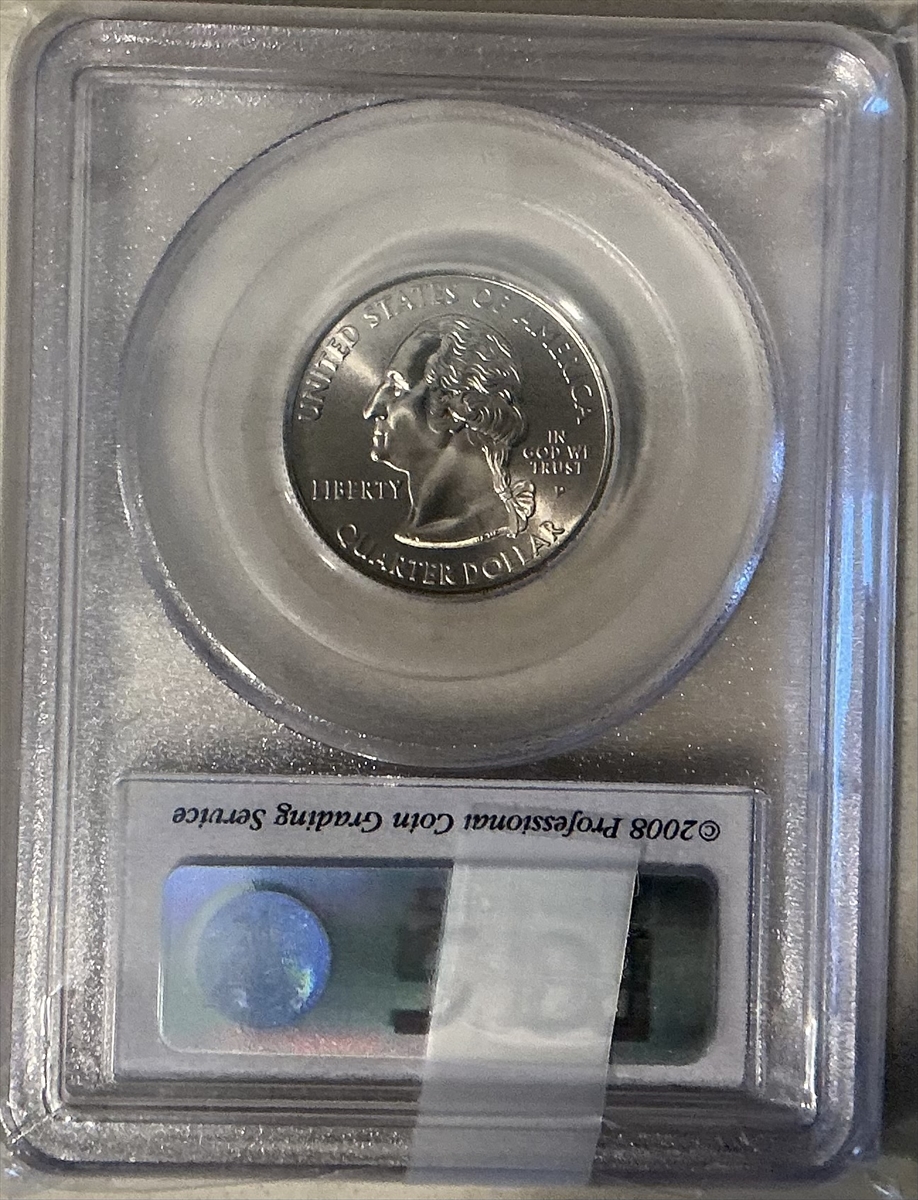 UNITED STATES OF AMERICA
IN
GOD WE
TRUST
LIBERTY
P
QUARTER DOLLAR
©2008 Professional Coin Grading Service